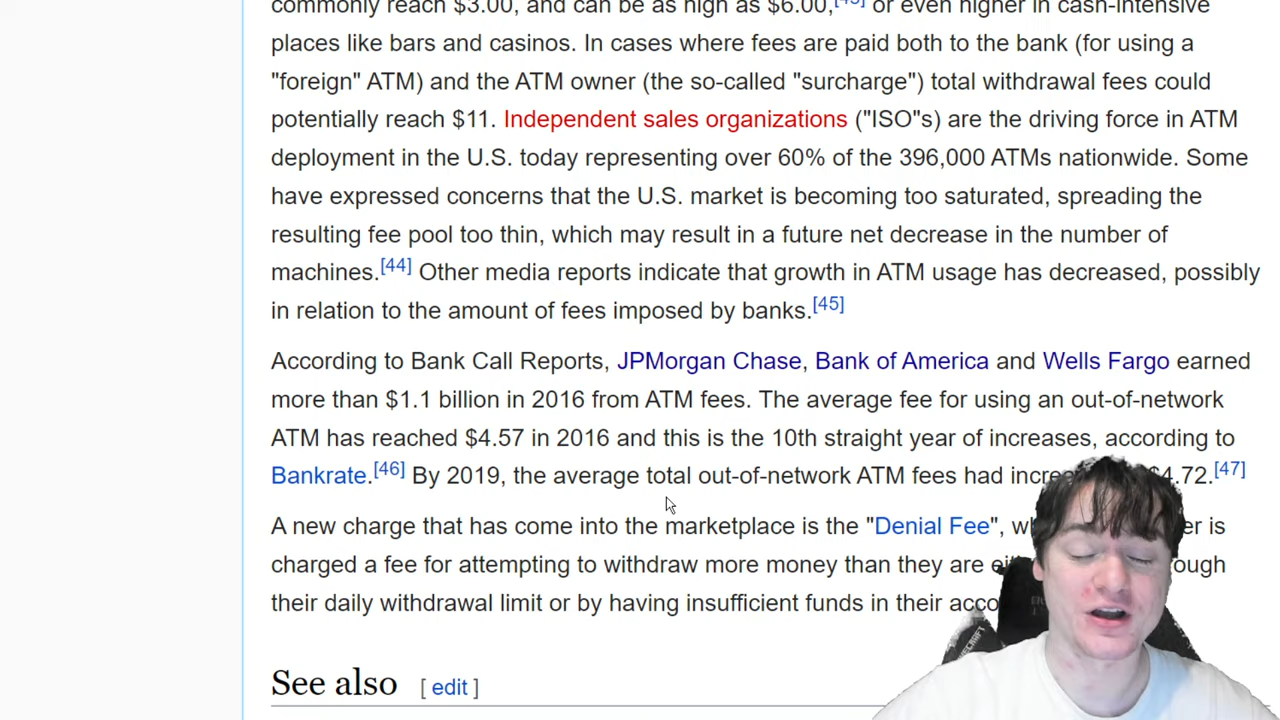 commonly reach $3.00, and can be as high as $6.00,[43] or even higher in cash-intensive
places like bars and casinos. In cases where fees are paid both to the bank (for using a
"foreign" ATM) and the ATM owner (the so-called "surcharge") total withdrawal fees could
potentially reach $11. Independent sales organizations ("ISO"s) are the driving force in ATM
deployment in the U.S. today representing over 60% of the 396,000 ATMs nationwide. Some
have expressed concerns that the U.S. market is becoming too saturated, spreading the
resulting fee pool too thin, which may result in a future net decrease in the number of
machines.[44] Other media reports indicate that growth in ATM usage has decreased, possibly
in relation to the amount of fees imposed by banks.[45]
According to Bank Call Reports, JPMorgan Chase, Bank of America and Wells Fargo earned
more than $1.1 billion in 2016 from ATM fees. The average fee for using an out-of-network
ATM has reached $4.57 in 2016 and this is the 10th straight year of increases, according to
Bankrate.[46] By 2019, the average total out-of-network ATM fees had $4.72.[47]
A new charge that has come into the marketplace is the "Denial Fee", is
charged a fee for attempting to withdraw more money than they are
their daily withdrawal limit or by having insufficient funds in their
See also [ edit ]